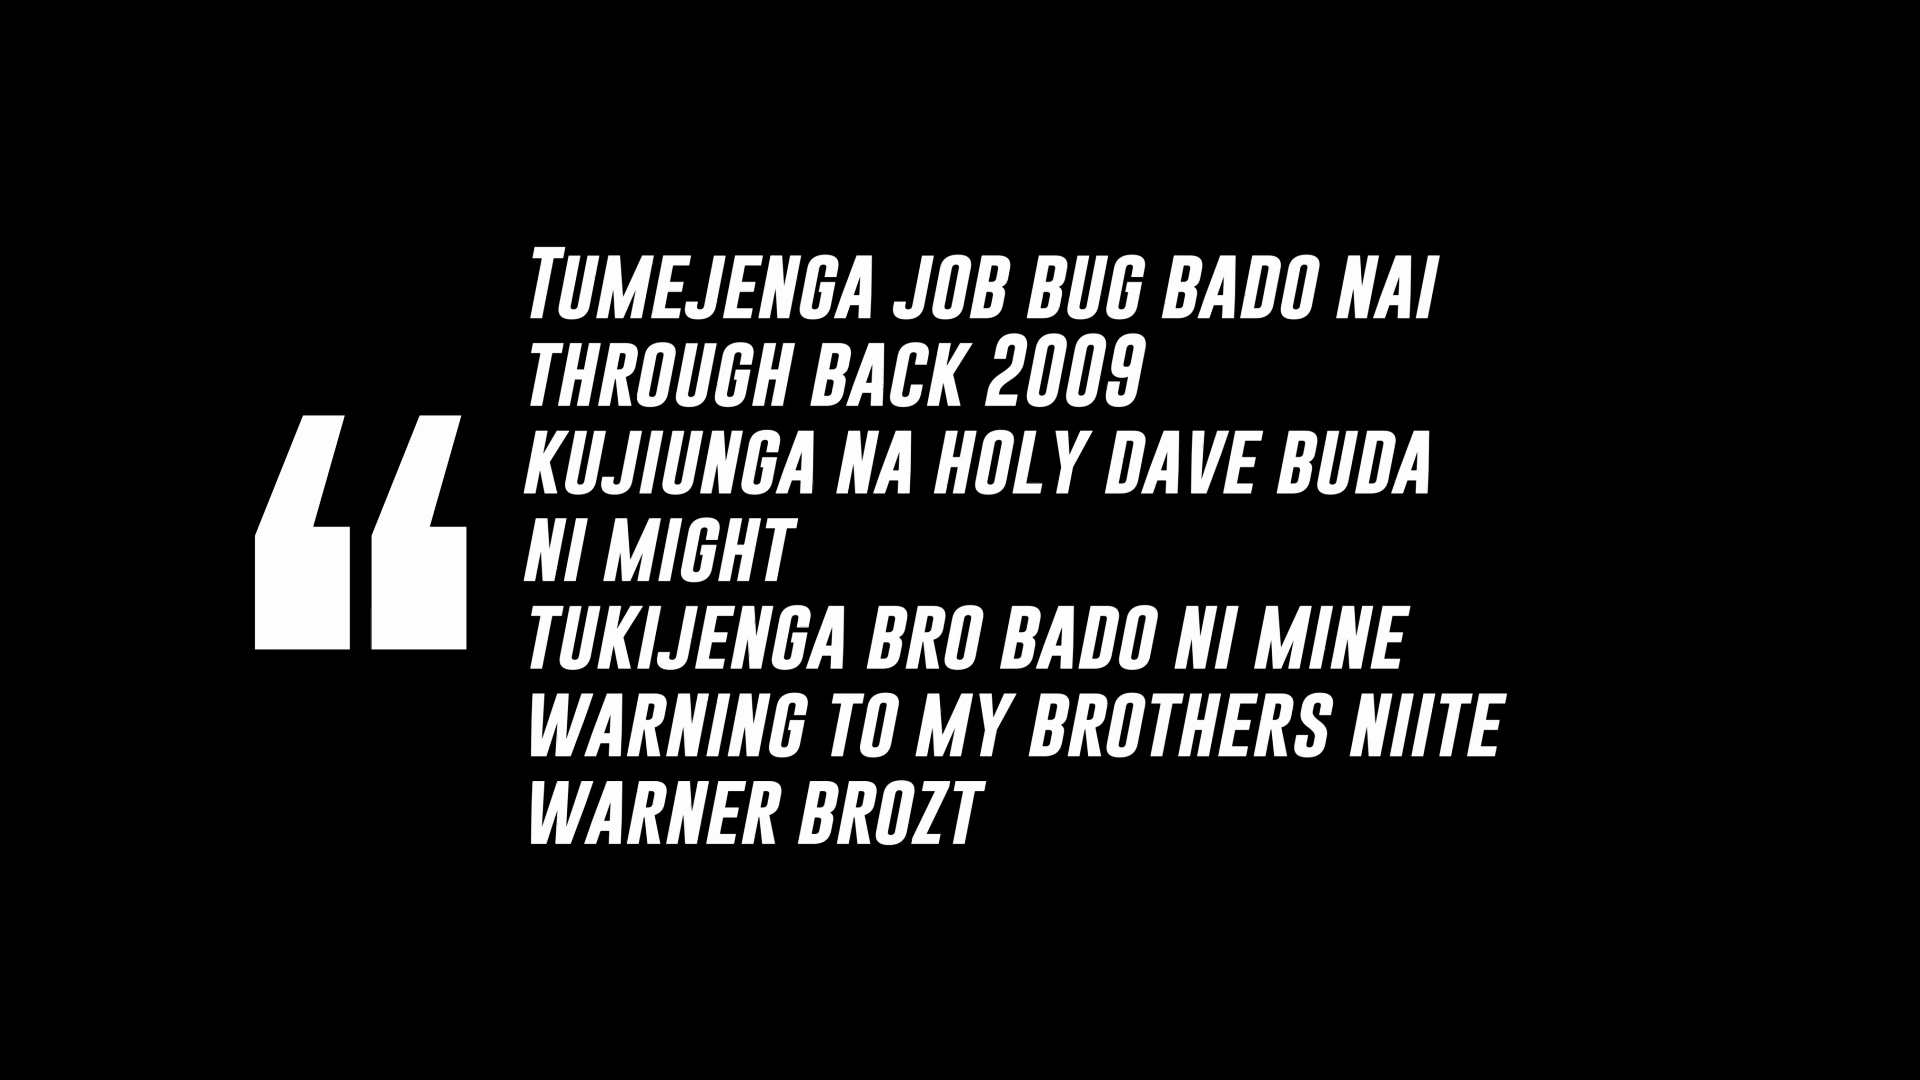 “
Tumejenga job bug bado nai
through back 2009
kujiunga na holy dave buda
ni might
tukijenga bro bado ni mine
warning to my brothers niite
warner brozt